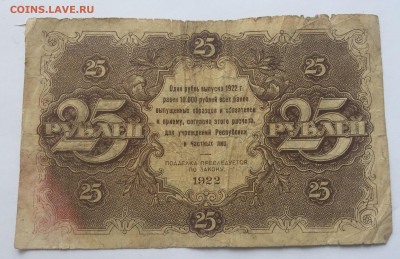 COINS.ЛАVE.RU
25 25 25
Один рубль выпуска 1922 г.
равен 10.000 рублей всех ранее
выпущенных образцов и обязателен
к приему, согласно этого расчета,
для учреждений Республики
и частных лиц.
25 РУБЛЕЙ 25 РУБЛЕЙ
ПОДДЕЛКА ПРЕСЛЕДУЕТСЯ
ПО ЗАКОНУ.
1922
25 25 25